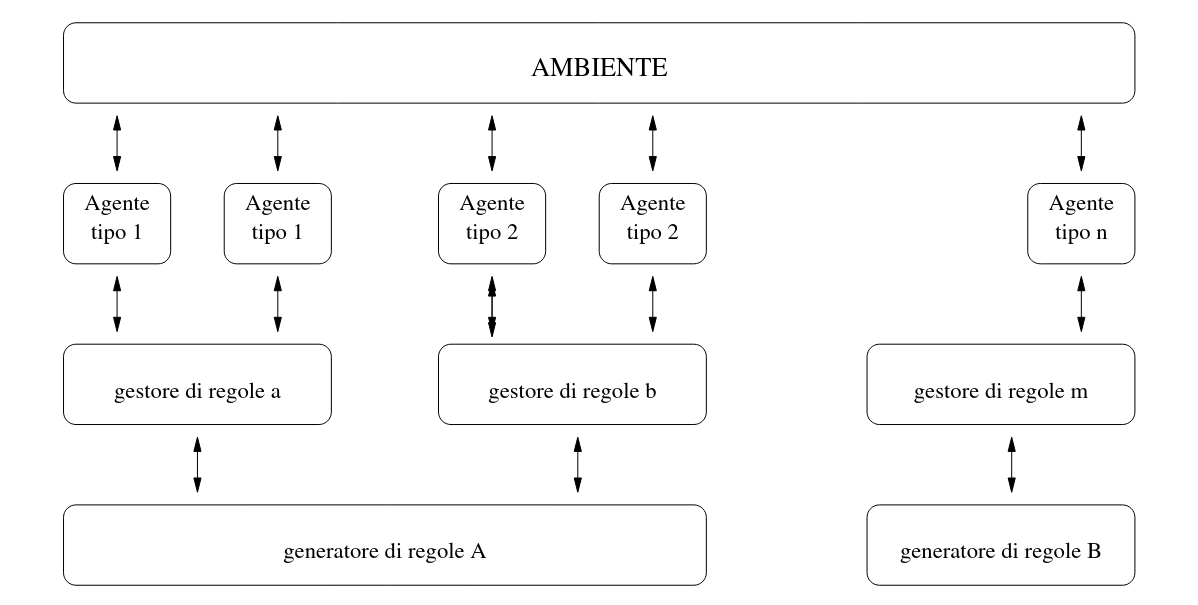 AMBIENTE
Agente
tipo 1
Agente
tipo 1
Agente
tipo 2
Agente
tipo 2
Agente
tipo n
gestore di regole a
gestore di regole b
gestore di regole m
generatore di regole A
generatore di regole B